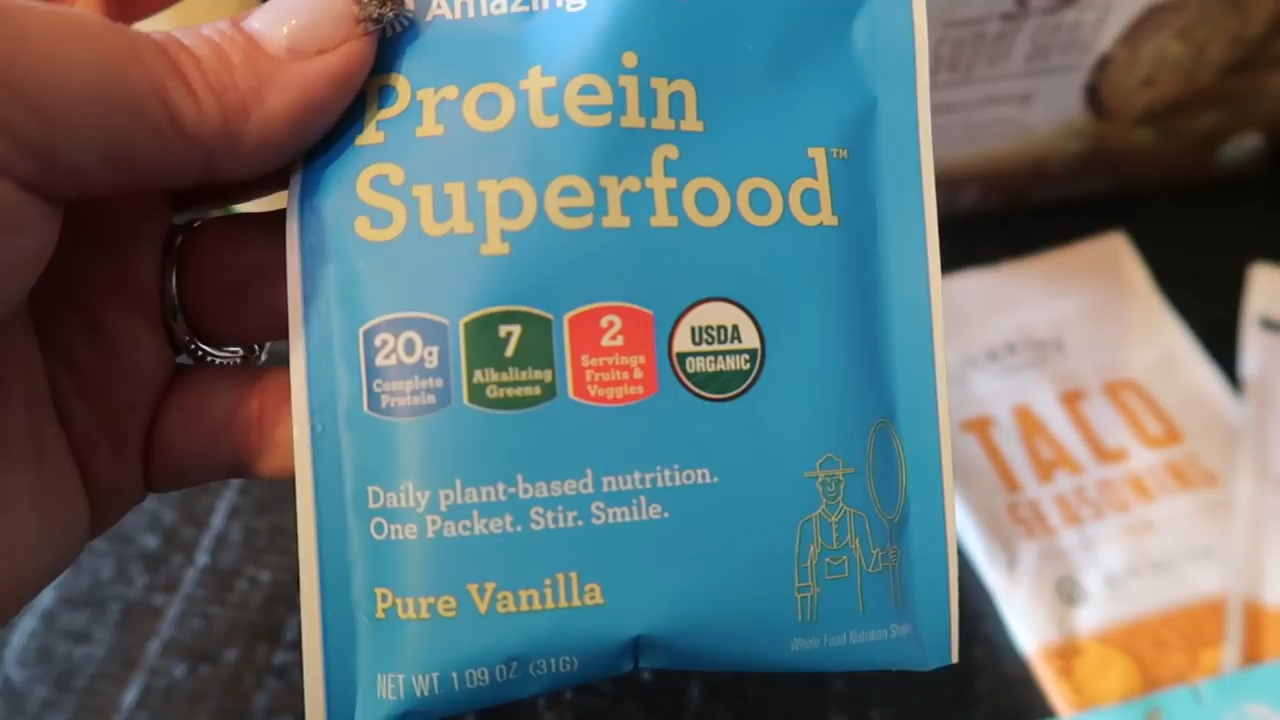 Amazing
Protein
Superfood™
20g
Complete
Protein
7
Alkalizing
Greens
2
Servings
Fruits &
Veggies
USDA
ORGANIC
Daily plant-based nutrition.
One Packet. Stir. Smile.
Pure Vanilla
Whole Food Nutrition
NET WT. 1.09 OZ. (31G)
TACO
SEASONING